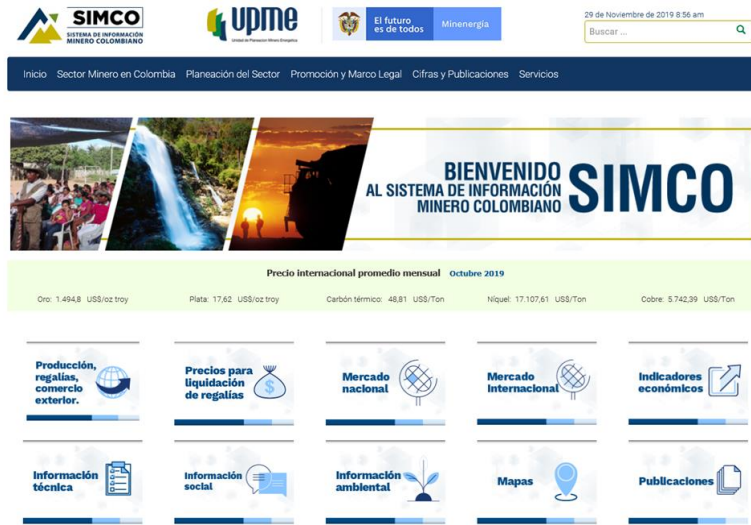 SIMCO
SISTEMA DE INFORMACIÓN
MINERO COLOMBIANO
upme
Unidad de Planeación Minero Energética
El futuro
es de todos
Minenergía
29 de Noviembre de 2019 8:56 am
Buscar ...
Inicio Sector Minero en Colombia Planeación del Sector Promoción y Marco Legal Cifras y Publicaciones Servicios
BIENVENIDO
AL SISTEMA DE INFORMACIÓN
MINERO COLOMBIANO
SIMCO
Precio internacional promedio mensual Octubre 2019
Oro: 1.494,8 US$/oz troy Plata: 17,62 US$/oz troy Carbón térmico: 48,81 US$/Ton Níquel: 17.107,61 US$/Ton Cobre: 5.742,39 US$/Ton
Producción,
regalías,
comercio
exterior.
Precios para
liquidación
de regalías
Mercado
nacional
Mercado
Internacional
Indicadores
económicos
Información
técnica
Información
social
Información
ambiental
Mapas
Publicaciones